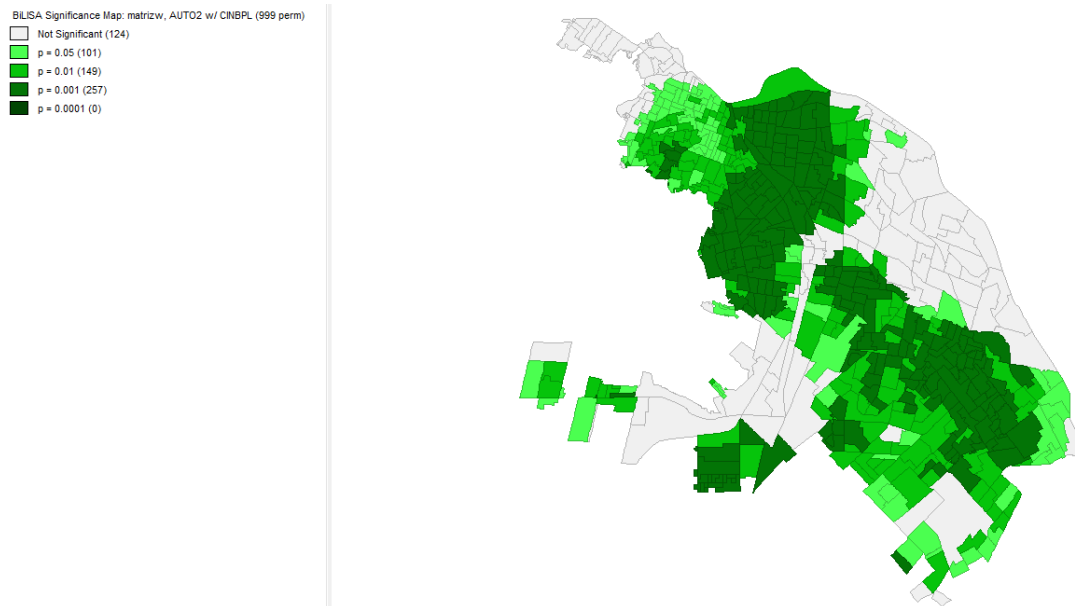 BiLISA Significance Map: matrizw, AUTO2 w/ CINBPL (999 perm)
Not Significant (124)
p = 0.05 (101)
p = 0.01 (149)
p = 0.001 (257)
p = 0.0001 (0)